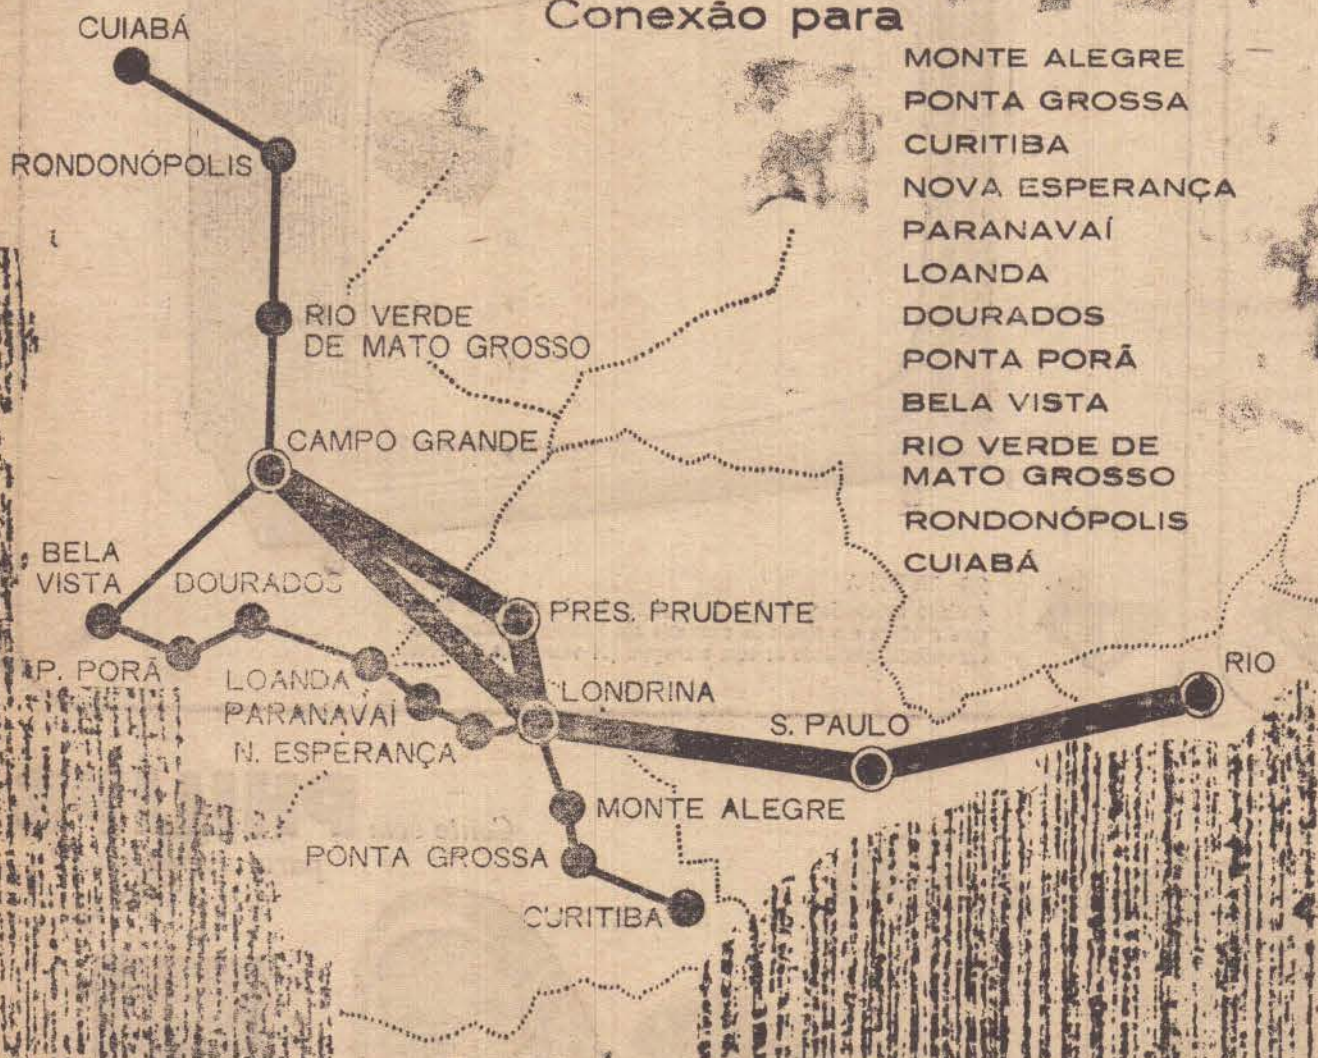 Conexão para
MONTE ALEGRE
PONTA GROSSA
CURITIBA
NOVA ESPERANÇA
PARANAVAÍ
LOANDA
DOURADOS
PONTA PORÃ
BELA VISTA
RIO VERDE DE
MATO GROSSO
RONDONÓPOLIS
CUIABÁ
CUIABÁ
RONDONÓPOLIS
RIO VERDE
DE MATO GROSSO
CAMPO GRANDE
BELA
VISTA
DOURADOS
PRES. PRUDENTE
P. PORÃ
LOANDA
PARANAVAÍ
N. ESPERANÇA
LONDRINA
S. PAULO
RIO
MONTE ALEGRE
PONTA GROSSA
CURITIBA